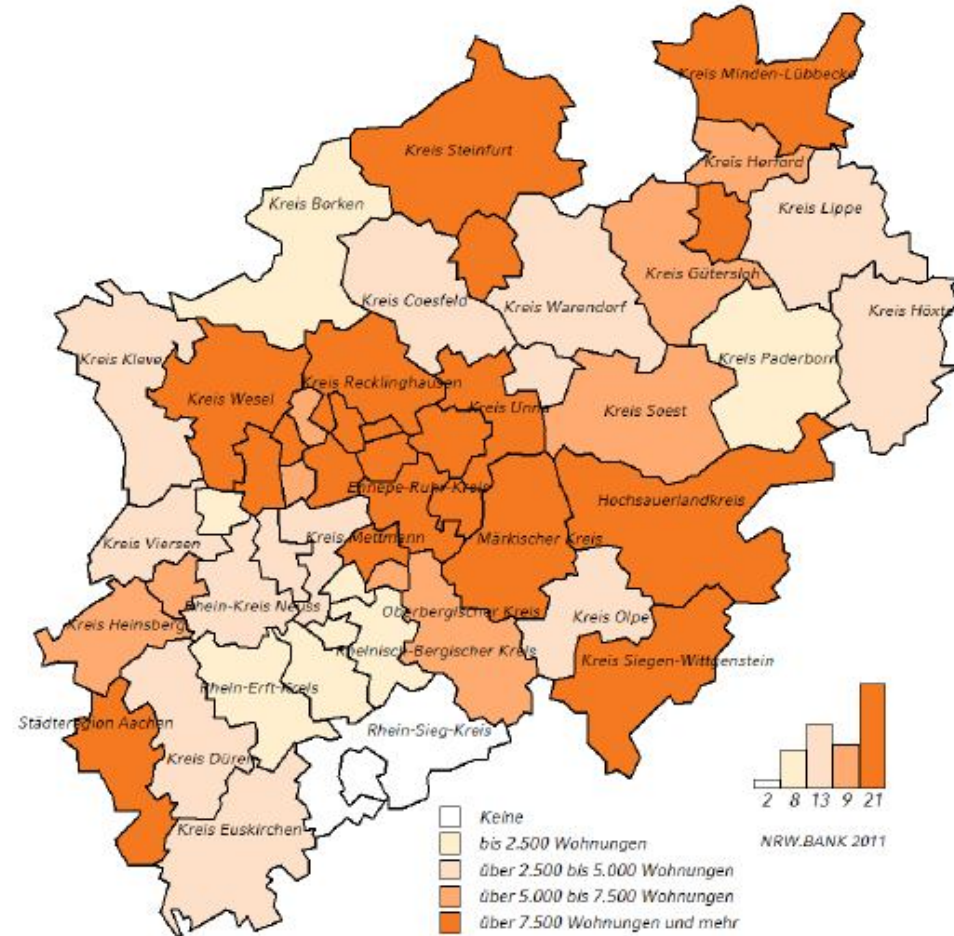 Kreis Minden-Lübbecke
Kreis Steinfurt
Kreis Herford
Kreis Borken
Kreis Lippe
Kreis Gütersloh
Kreis Coesfeld
Kreis Warendorf
Kreis Höxte
Kreis Kleve
Kreis Paderborn
Kreis Recklinghausen
Kreis Wesel
Kreis Unna
Kreis Soest
Ennepe-Ruhr-Kreis
Hochsauerlandkreis
Kreis Viersen
Kreis Mettmann
Märkischer Kreis
Rhein-Kreis Neuss
Oberbergischer Kreis
Kreis Olpe
Kreis Heinsberg
Rheinisch-Bergischer Kreis
Kreis Siegen-Wittgenstein
Rhein-Erft-Kreis
Städteregion Aachen
Rhein-Sieg-Kreis
Kreis Düren
Kreis Euskirchen
2 8 13 9 21
NRW.BANK 2011
Keine
bis 2.500 Wohnungen
über 2.500 bis 5.000 Wohnungen
über 5.000 bis 7.500 Wohnungen
über 7.500 Wohnungen und mehr